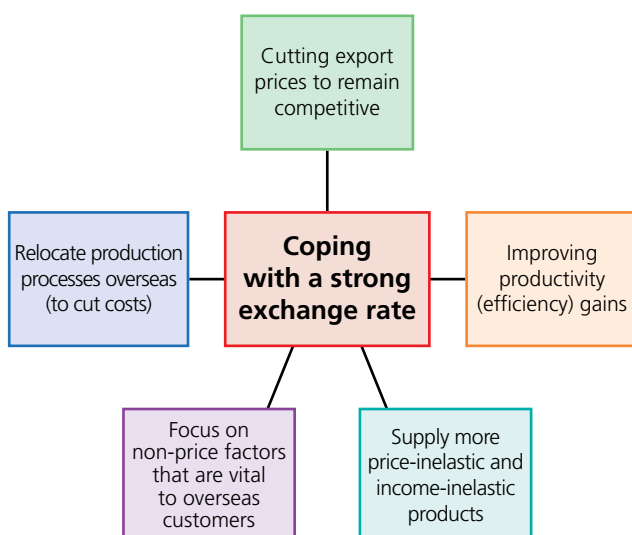 Cutting export
prices to remain
competitive
Relocate production
processes overseas
(to cut costs)
Coping
with a strong
exchange rate
Improving
productivity
(efficiency) gains
Focus on
non-price factors
that are vital
to overseas
customers
Supply more
price-inelastic and
income-inelastic
products